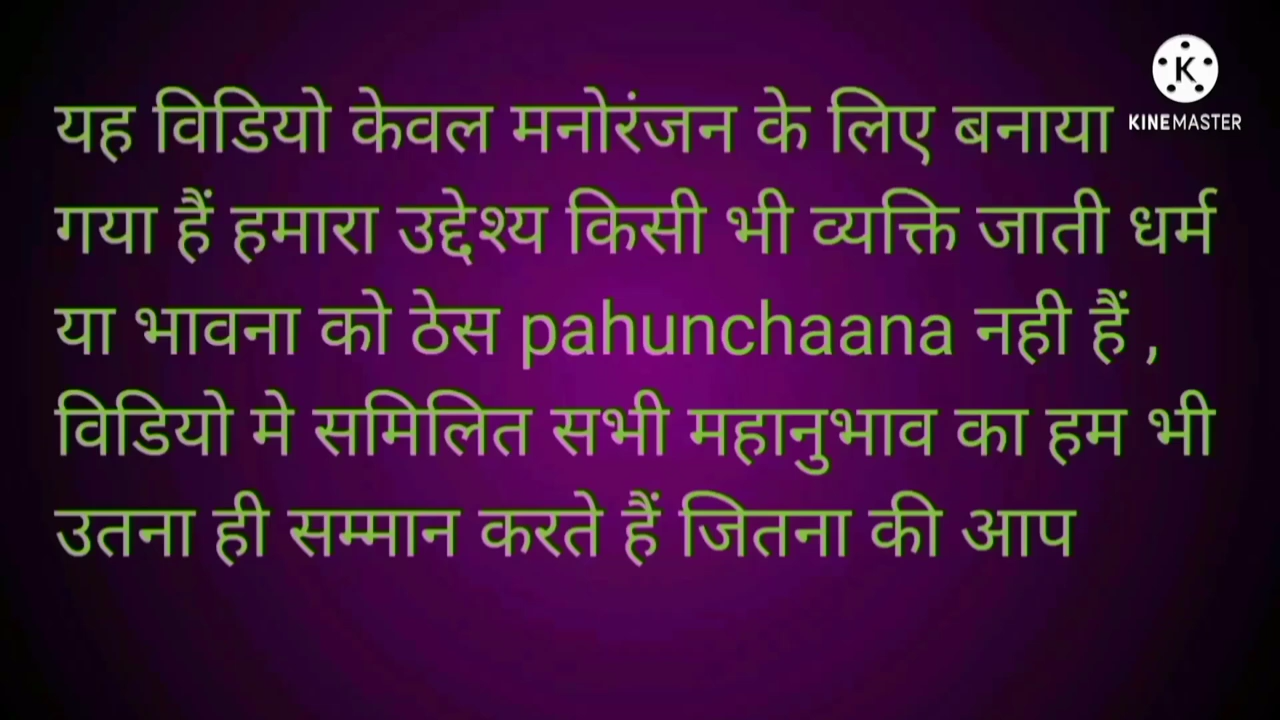 यह विडियो केवल मनोरंजन के लिए बनाया
गया हैं हमारा उद्देश्य किसी भी व्यक्ति जाती धर्म
या भावना को ठेस pahunchaana नही हैं ,
विडियो मे समिलित सभी महानुभाव का हम भी
उतना ही सम्मान करते हैं जितना की आप
K
KINEMASTER